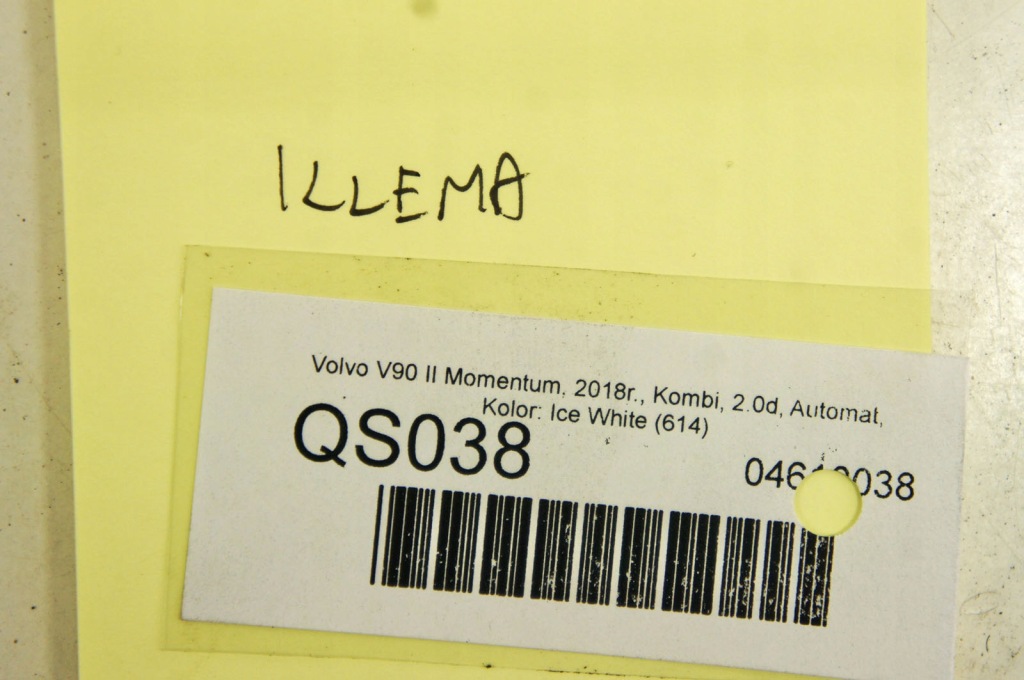 ILLEMA
Volvo V90 II Momentum, 2018r., Kombi, 2.0d, Automat,
Kolor: Ice White (614)
QS038